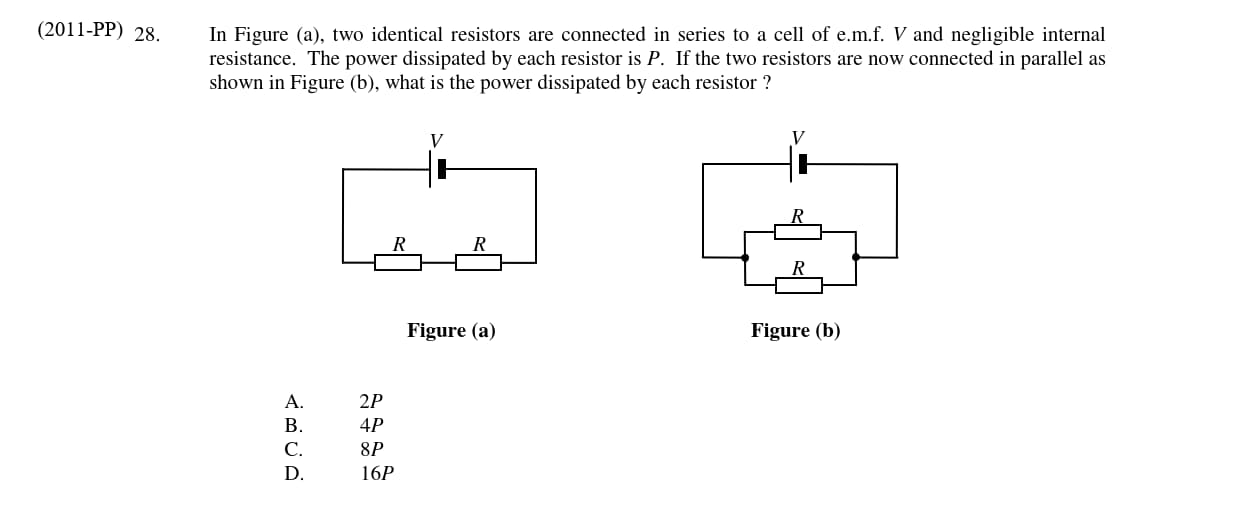 (2011-PP) 28. In Figure (a), two identical resistors are connected in series to a cell of e.m.f. V and negligible internal
resistance. The power dissipated by each resistor is P. If the two resistors are now connected in parallel as
shown in Figure (b), what is the power dissipated by each resistor ?
V
R R
Figure (a)
V
R
R
Figure (b)
A. 2P
B. 4P
C. 8P
D. 16P